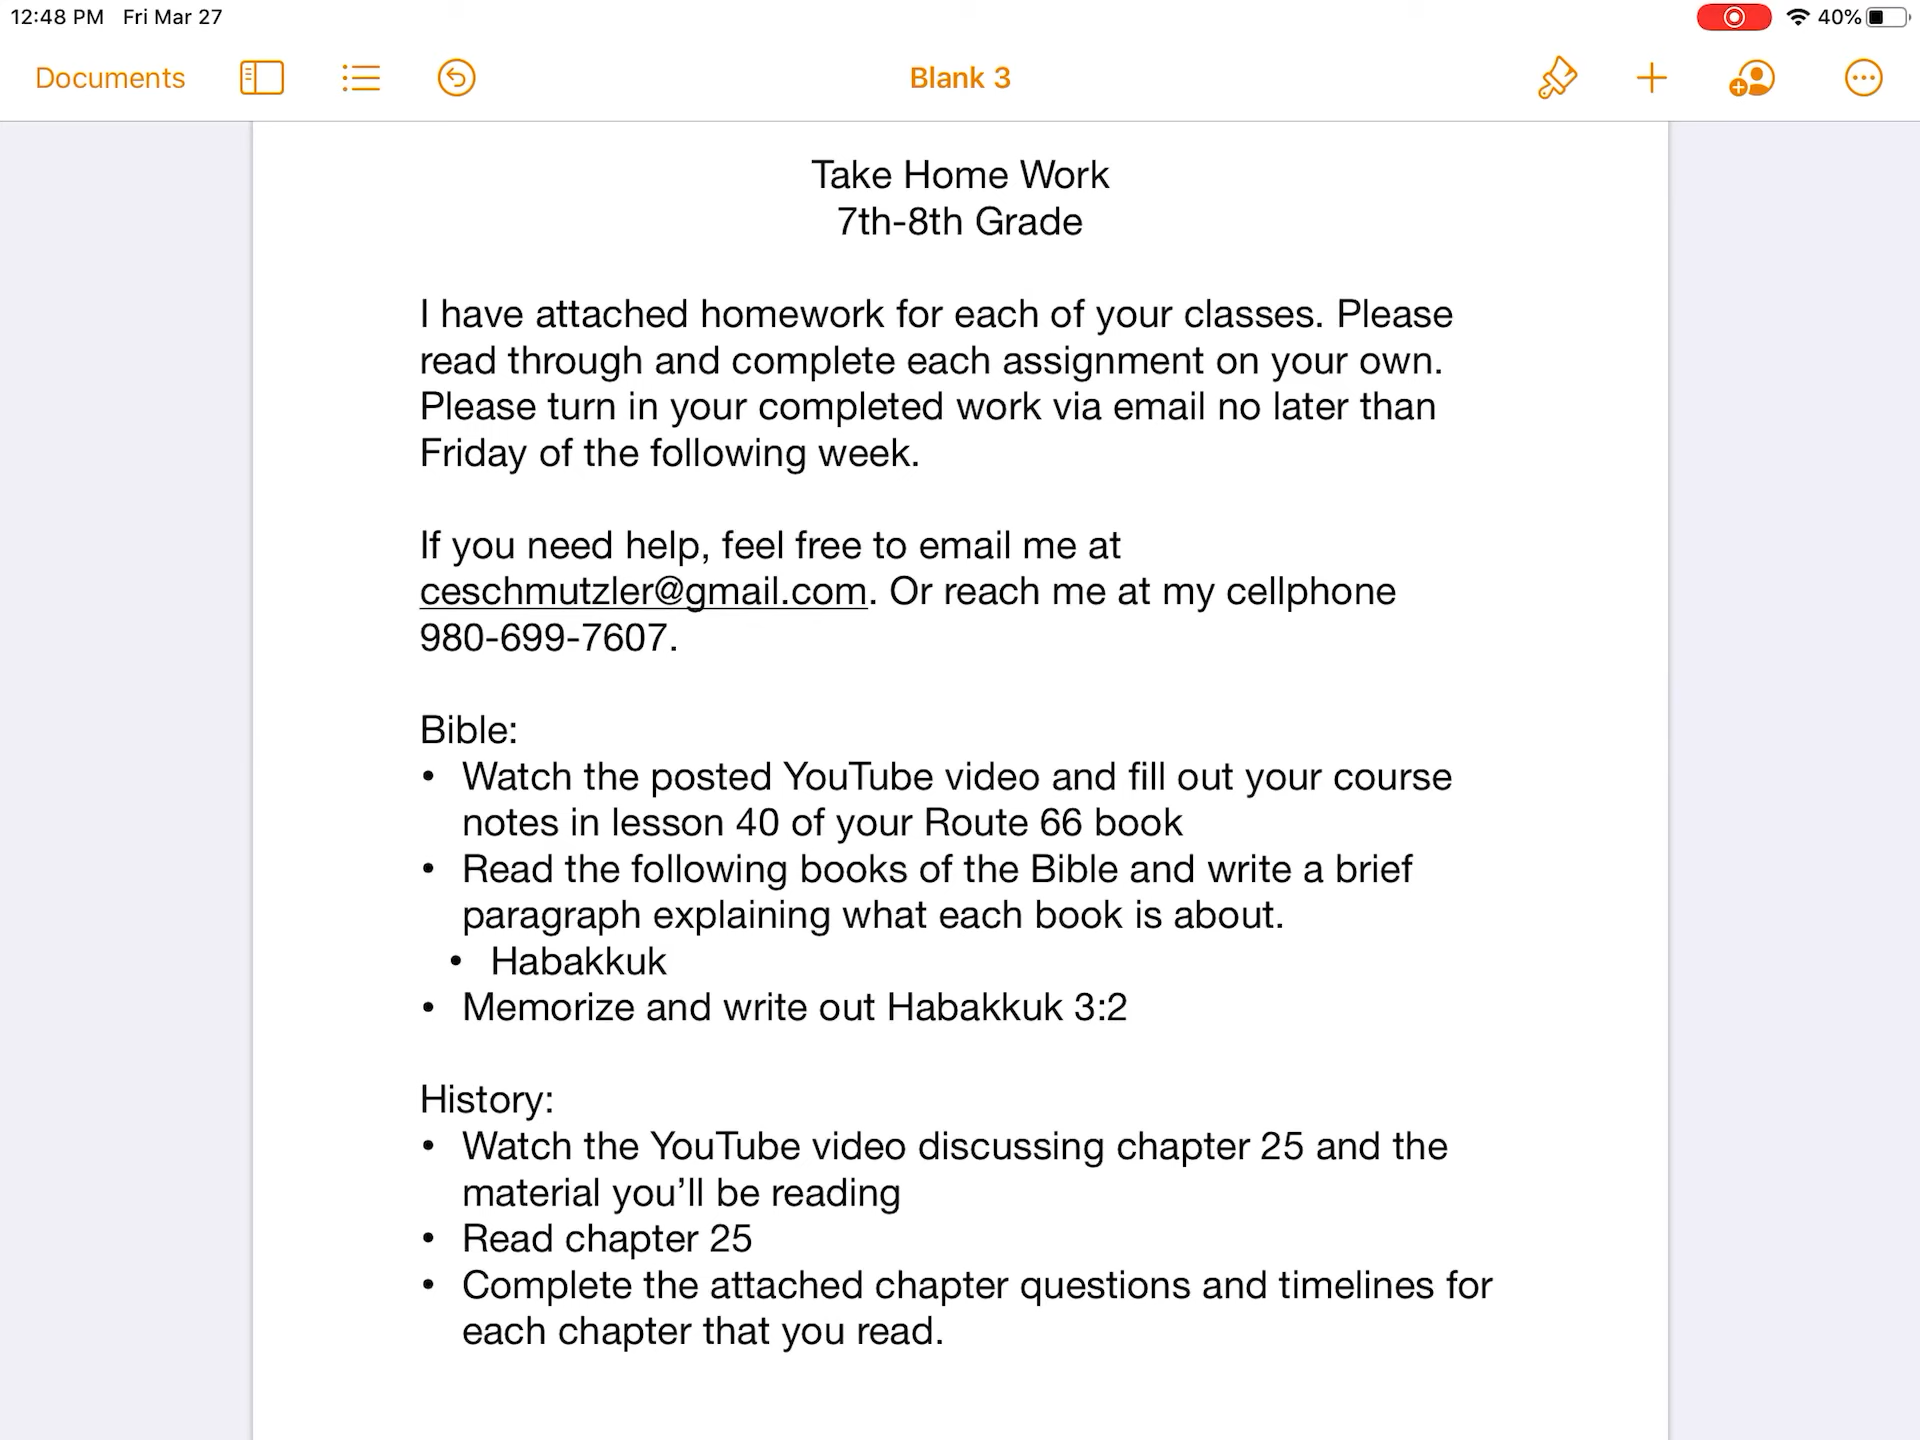 12:48 PM Fri Mar 27
40%
Documents
Blank 3
Take Home Work
7th-8th Grade
I have attached homework for each of your classes. Please
read through and complete each assignment on your own.
Please turn in your completed work via email no later than
Friday of the following week.
If you need help, feel free to email me at
ceschmutzler@gmail.com. Or reach me at my cellphone
980-699-7607.
Bible:
• Watch the posted YouTube video and fill out your course
notes in lesson 40 of your Route 66 book
• Read the following books of the Bible and write a brief
paragraph explaining what each book is about.
• Habakkuk
• Memorize and write out Habakkuk 3:2
History:
• Watch the YouTube video discussing chapter 25 and the
material you’ll be reading
• Read chapter 25
• Complete the attached chapter questions and timelines for
each chapter that you read.